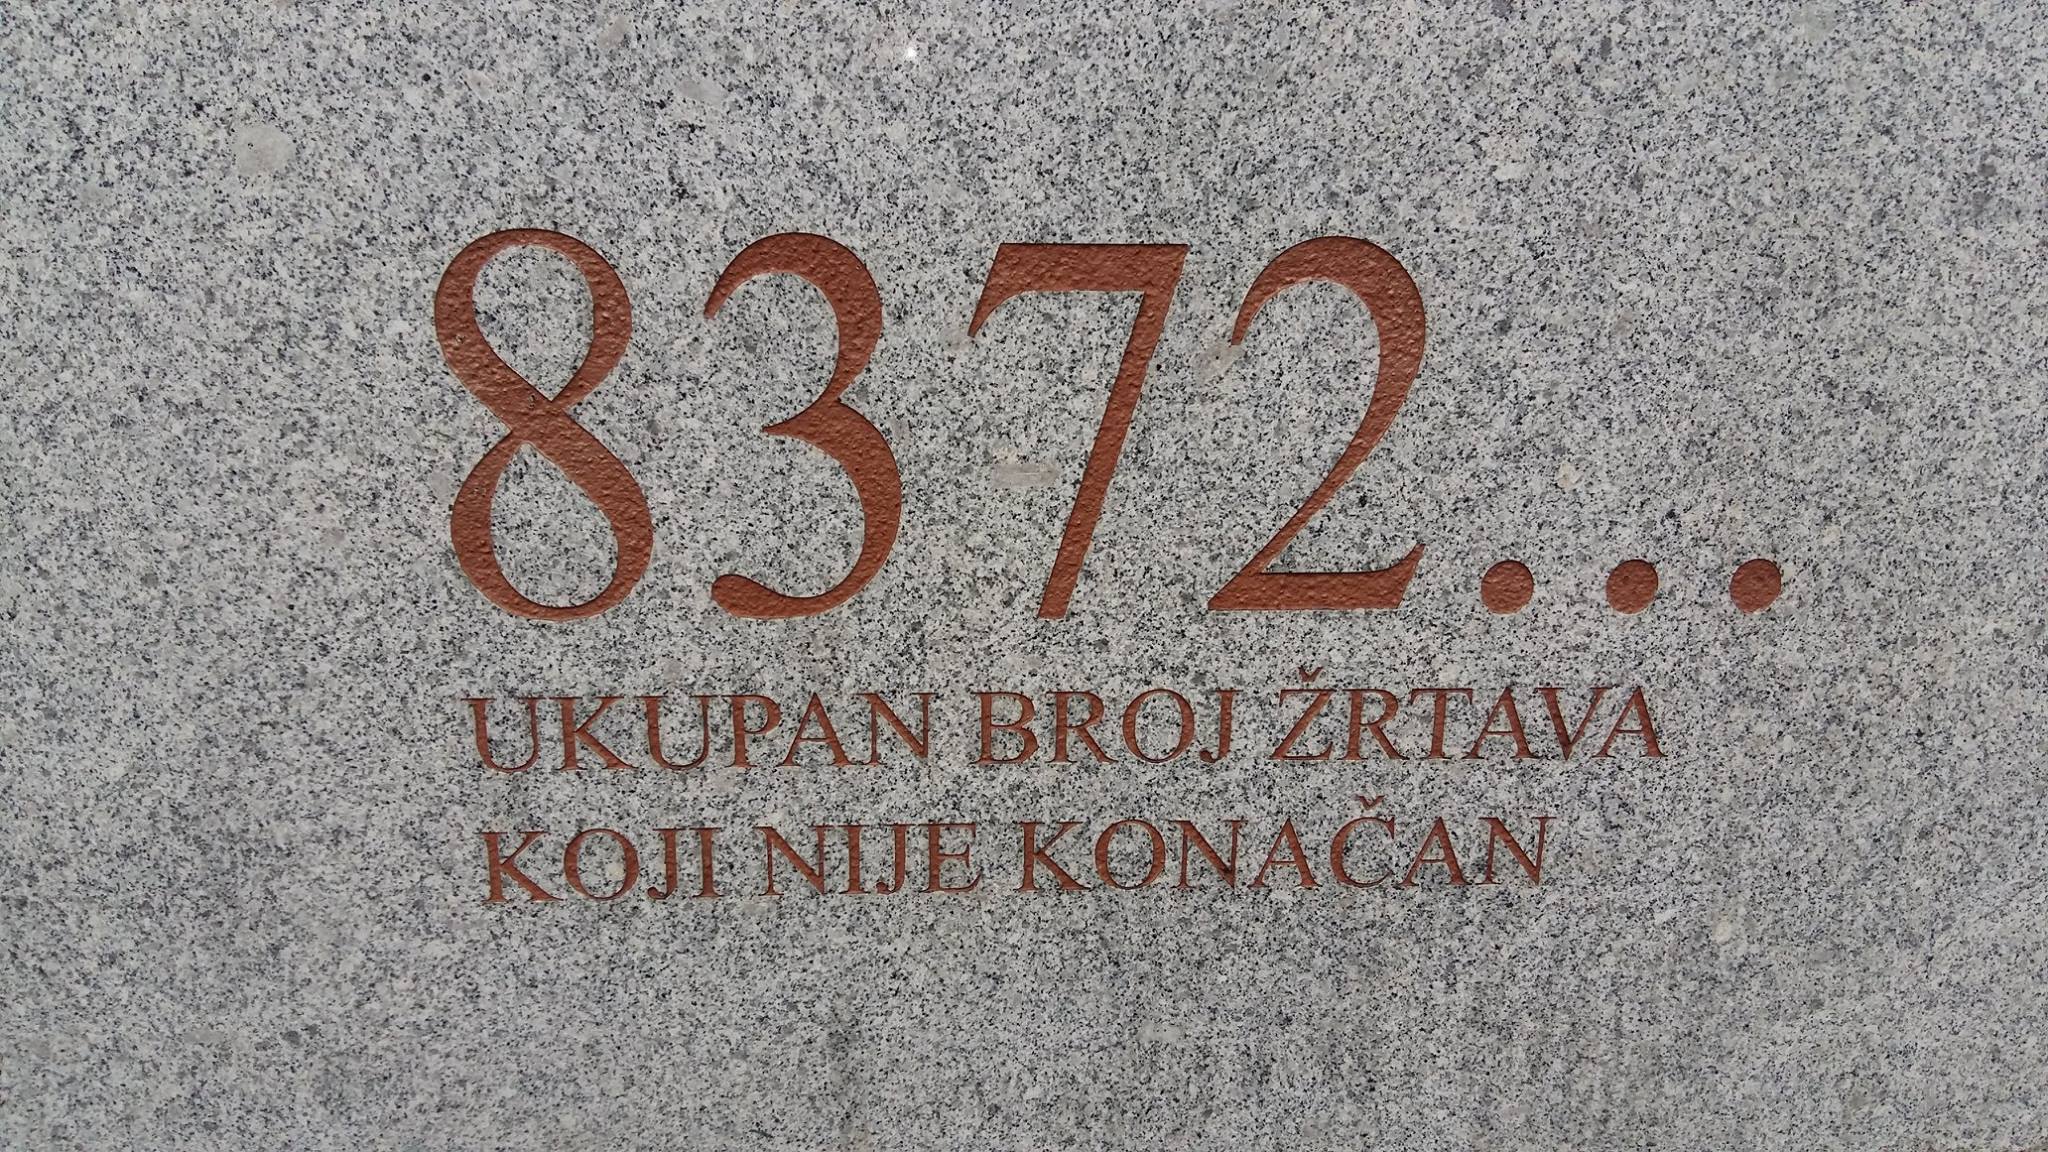 8372...
UKUPAN BROJ ŽRTAVA
KOJI NIJE KONAČAN